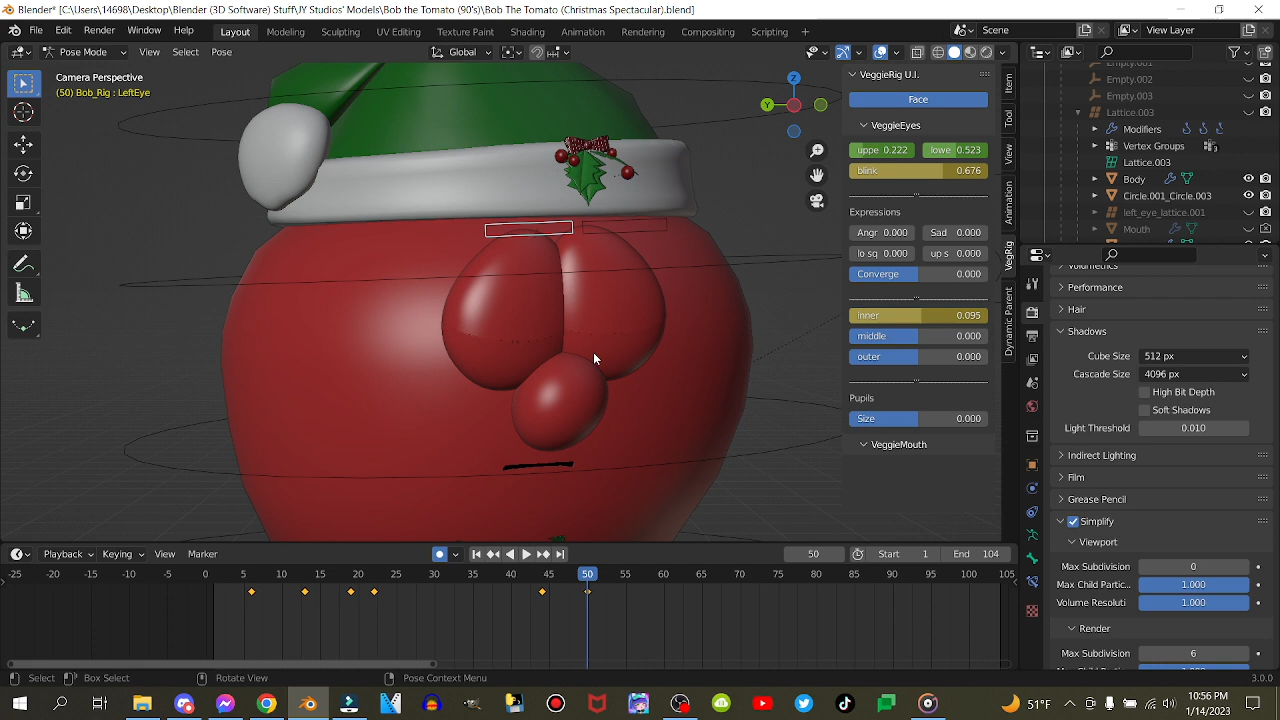 Blender* [C:\Users\14698\Desktop\Blender (3D Software) Stuff\JY Studios' Models\Bob the Tomato (90's)\Bob The Tomato (Christmas Spectacular).blend]
File Edit Render Window Help Layout Modeling Sculpting UV Editing Texture Paint Shading Animation Rendering Compositing Scripting + Scene View Layer
Pose Mode View Select Pose Global
Camera Perspective
(50) Bob_Rig : LeftEye
Z
Y
VeggieRig U.I.
Face
VeggieEyes
uppe 0.222 lowe 0.523
blink 0.676
Expressions
Angr 0.000 Sad 0.000
lo sq 0.000 up s 0.000
Converge 0.000
inner 0.095
middle 0.000
outer 0.000
Pupils
Size 0.000
VeggieMouth
Item
Tool
View
Animation
VegRig
Dynamic Parent
Empty.002
Empty.003
Lattice.003
Modifiers
Vertex Groups
Lattice.003
Body
Circle.001_Circle.003
left_eye_lattice.001
Mouth
Volumetrics
Performance
Hair
Shadows
Cube Size 512 px
Cascade Size 4096 px
High Bit Depth
Soft Shadows
Light Threshold 0.010
Indirect Lighting
Film
Grease Pencil
Simplify
Viewport
Max Subdivision 0
Max Child Partic... 1.000
Volume Resoluti 1.000
Render
Max Subdivision 6
Playback Keying View Marker 50 Start 1 End 104
-25 -20 -15 -10 -5 0 5 10 15 20 25 30 35 40 45 50 55 60 65 70 75 80 85 90 95 100 105
Select Box Select Rotate View Pose Context Menu 3.0.0
51°F 10:56 PM
1/14/2023